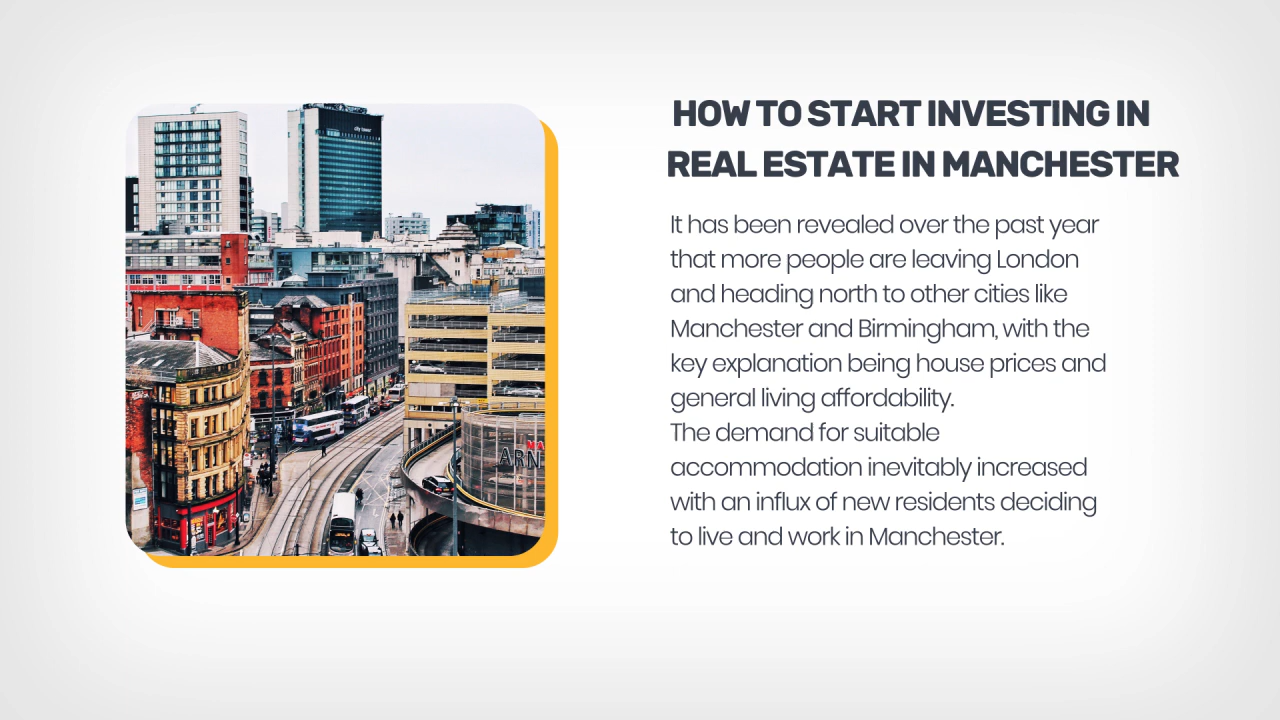 HOW TO START INVESTING IN
REAL ESTATE IN MANCHESTER
It has been revealed over the past year
that more people are leaving London
and heading north to other cities like
Manchester and Birmingham, with the
key explanation being house prices and
general living affordability.
The demand for suitable
accommodation inevitably increased
with an influx of new residents deciding
to live and work in Manchester.
city tower
ARN